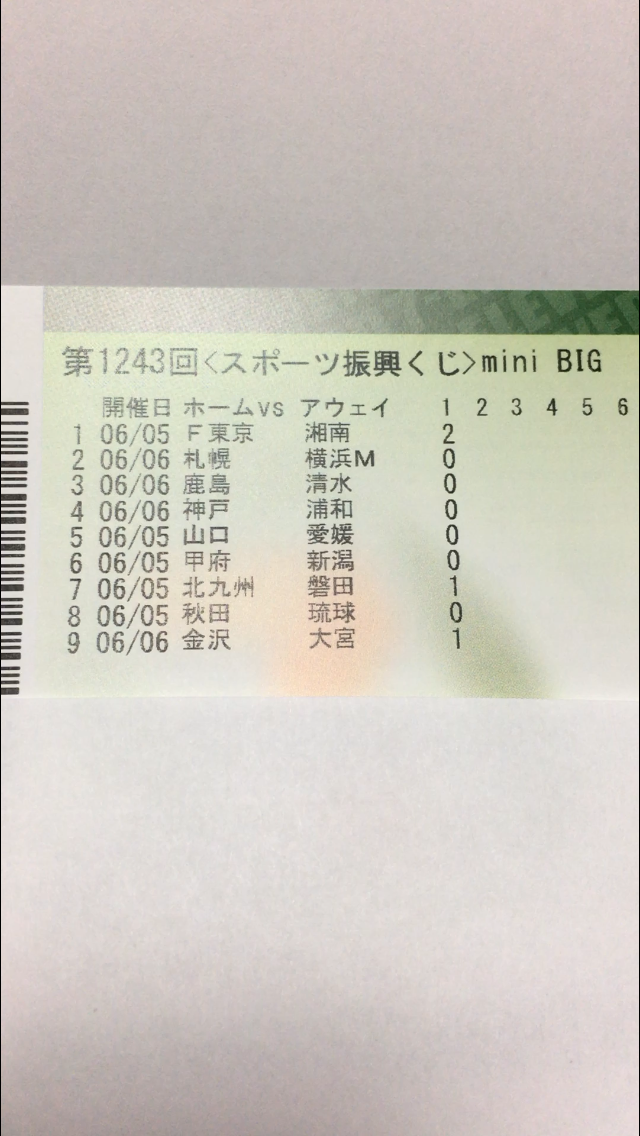 第1243回<スポーツ振興くじ>mini BIG
開催日 ホームvs アウェイ 1 2 3 4 5 6
1 06/05 F東京 湘南 2
2 06/06 札幌 横浜M 0
3 06/06 鹿島 清水 0
4 06/06 神戸 浦和 0
5 06/05 山口 愛媛 0
6 06/05 甲府 新潟 0
7 06/05 北九州 磐田 1
8 06/05 秋田 琉球 0
9 06/06 金沢 大宮 1